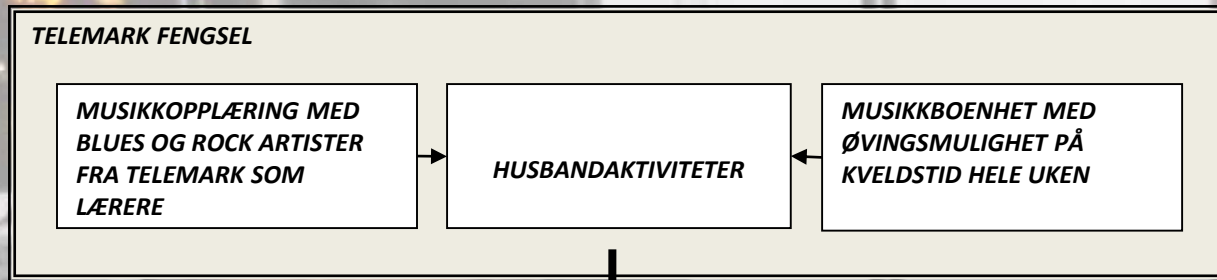 TELEMARK FENGSEL
MUSIKKOPPLÆRING MED
BLUES OG ROCK ARTISTER
FRA TELEMARK SOM
LÆRERE
HUSBANDAKTIVITETER
MUSIKKBOENHET MED
ØVINGSMULIGHET PÅ
KVELDSTID HELE UKEN